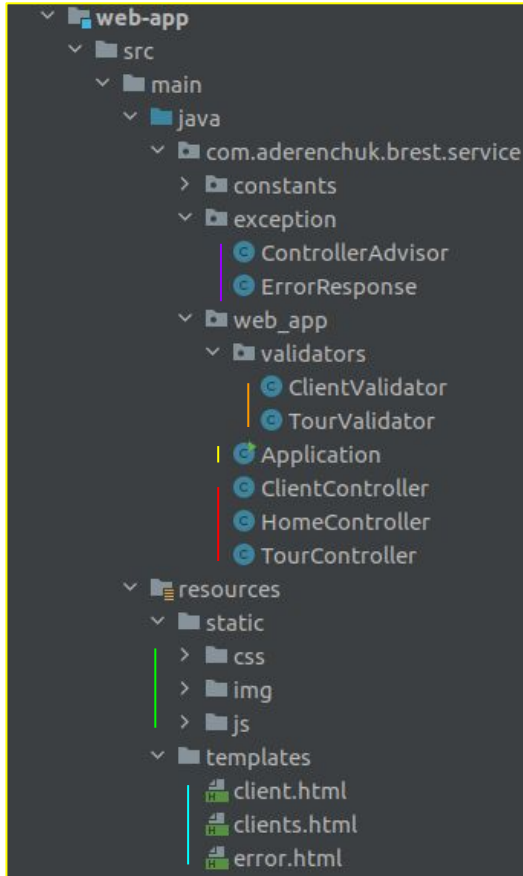 web-app
src
main
java
com.aderenchuk.brest.service
constants
exception
ControllerAdvisor
ErrorResponse
web_app
validators
ClientValidator
TourValidator
Application
ClientController
HomeController
TourController
resources
static
css
img
js
templates
client.html
clients.html
error.html